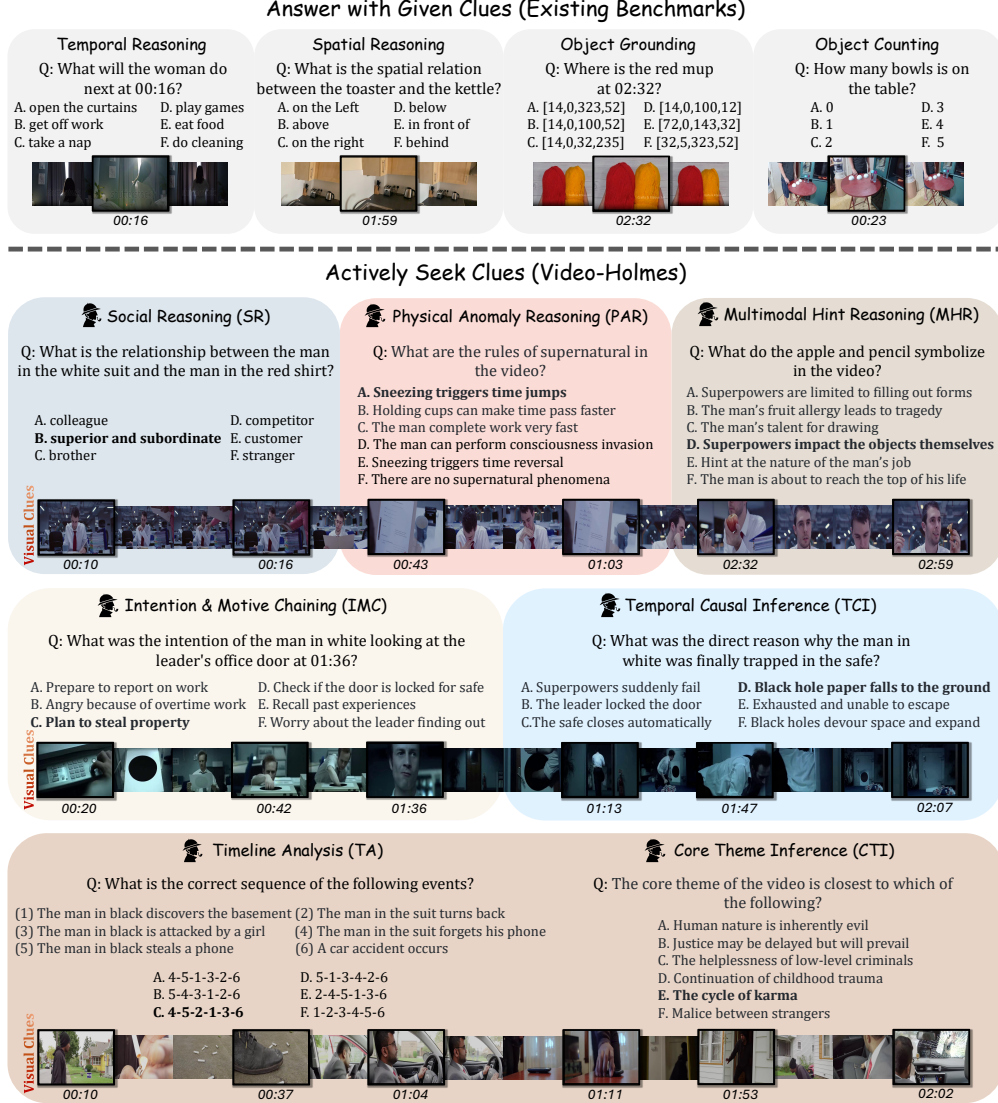 Answer with Given Clues (Existing Benchmarks)
Temporal Reasoning
Q: What will the woman do
next at 00:16?
A. open the curtains
B. get off work
C. take a nap
D. play games
E. eat food
F. do cleaning
00:16
Spatial Reasoning
Q: What is the spatial relation
between the toaster and the kettle?
A. on the Left
B. above
C. on the right
D. below
E. in front of
F. behind
01:59
Object Grounding
Q: Where is the red mup
at 02:32?
A. [14,0,323,52]
B. [14,0,100,52]
C. [14,0,32,235]
D. [14,0,100,12]
E. [72,0,143,32]
F. [32,5,323,52]
02:32
Object Counting
Q: How many bowls is on
the table?
A. 0
B. 1
C. 2
D. 3
E. 4
F. 5
00:23
Actively Seek Clues (Video-Holmes)
Social Reasoning (SR)
Q: What is the relationship between the man
in the white suit and the man in the red shirt?
A. colleague
B. superior and subordinate
C. brother
D. competitor
E. customer
F. stranger
Visual Clues
00:10
00:16
Physical Anomaly Reasoning (PAR)
Q: What are the rules of supernatural in
the video?
A. Sneezing triggers time jumps
B. Holding cups can make time pass faster
C. The man complete work very fast
D. The man can perform consciousness invasion
E. Sneezing triggers time reversal
F. There are no supernatural phenomena
00:43
01:03
Multimodal Hint Reasoning (MHR)
Q: What do the apple and pencil symbolize
in the video?
A. Superpowers are limited to filling out forms
B. The man's fruit allergy leads to tragedy
C. The man's talent for drawing
D. Superpowers impact the objects themselves
E. Hint at the nature of the man's job
F. The man is about to reach the top of his life
02:32
02:59
Intention & Motive Chaining (IMC)
Q: What was the intention of the man in white looking at the
leader's office door at 01:36?
A. Prepare to report on work
B. Angry because of overtime work
C. Plan to steal property
D. Check if the door is locked for safe
E. Recall past experiences
F. Worry about the leader finding out
Visual Clues
00:20
00:42
01:36
Temporal Causal Inference (TCI)
Q: What was the direct reason why the man in
white was finally trapped in the safe?
A. Superpowers suddenly fail
B. The leader locked the door
C.The safe closes automatically
D. Black hole paper falls to the ground
E. Exhausted and unable to escape
F. Black holes devour space and expand
01:13
01:47
02:07
Timeline Analysis (TA)
Q: What is the correct sequence of the following events?
(1) The man in black discovers the basement (2) The man in the suit turns back
(3) The man in black is attacked by a girl (4) The man in the suit forgets his phone
(5) The man in black steals a phone (6) A car accident occurs
A. 4-5-1-3-2-6
B. 5-4-3-1-2-6
C. 4-5-2-1-3-6
D. 5-1-3-4-2-6
E. 2-4-5-1-3-6
F. 1-2-3-4-5-6
Core Theme Inference (CTI)
Q: The core theme of the video is closest to which of
the following?
A. Human nature is inherently evil
B. Justice may be delayed but will prevail
C. The helplessness of low-level criminals
D. Continuation of childhood trauma
E. The cycle of karma
F. Malice between strangers
Visual Clues
00:10
00:37
01:04
01:11
01:53
02:02